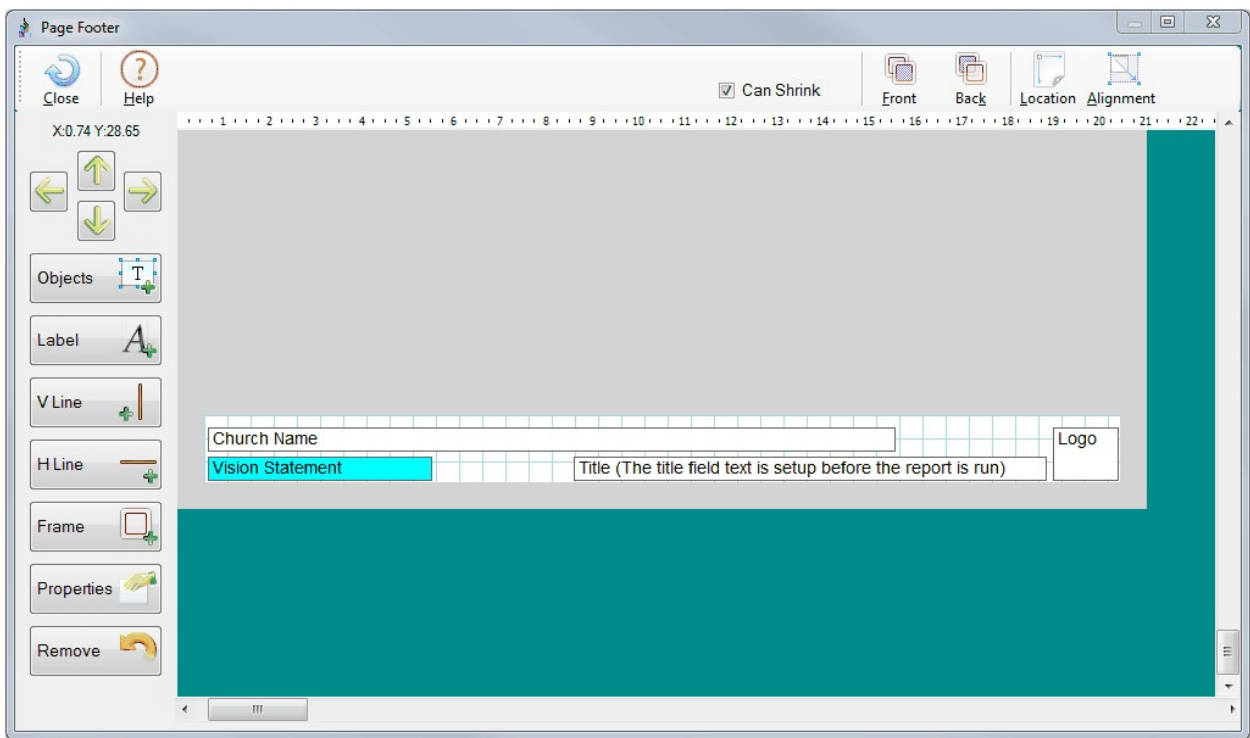 Page Footer
Close
Help
Can Shrink
Front
Back
Location
Alignment
X:0.74 Y:28.65
1 2 3 4 5 6 7 8 9 10 11 12 13 14 15 16 17 18 19 20 21 22
Objects
T
Label
A
V Line
H Line
Frame
Properties
Remove
Church Name
Logo
Vision Statement
Title (The title field text is setup before the report is run)